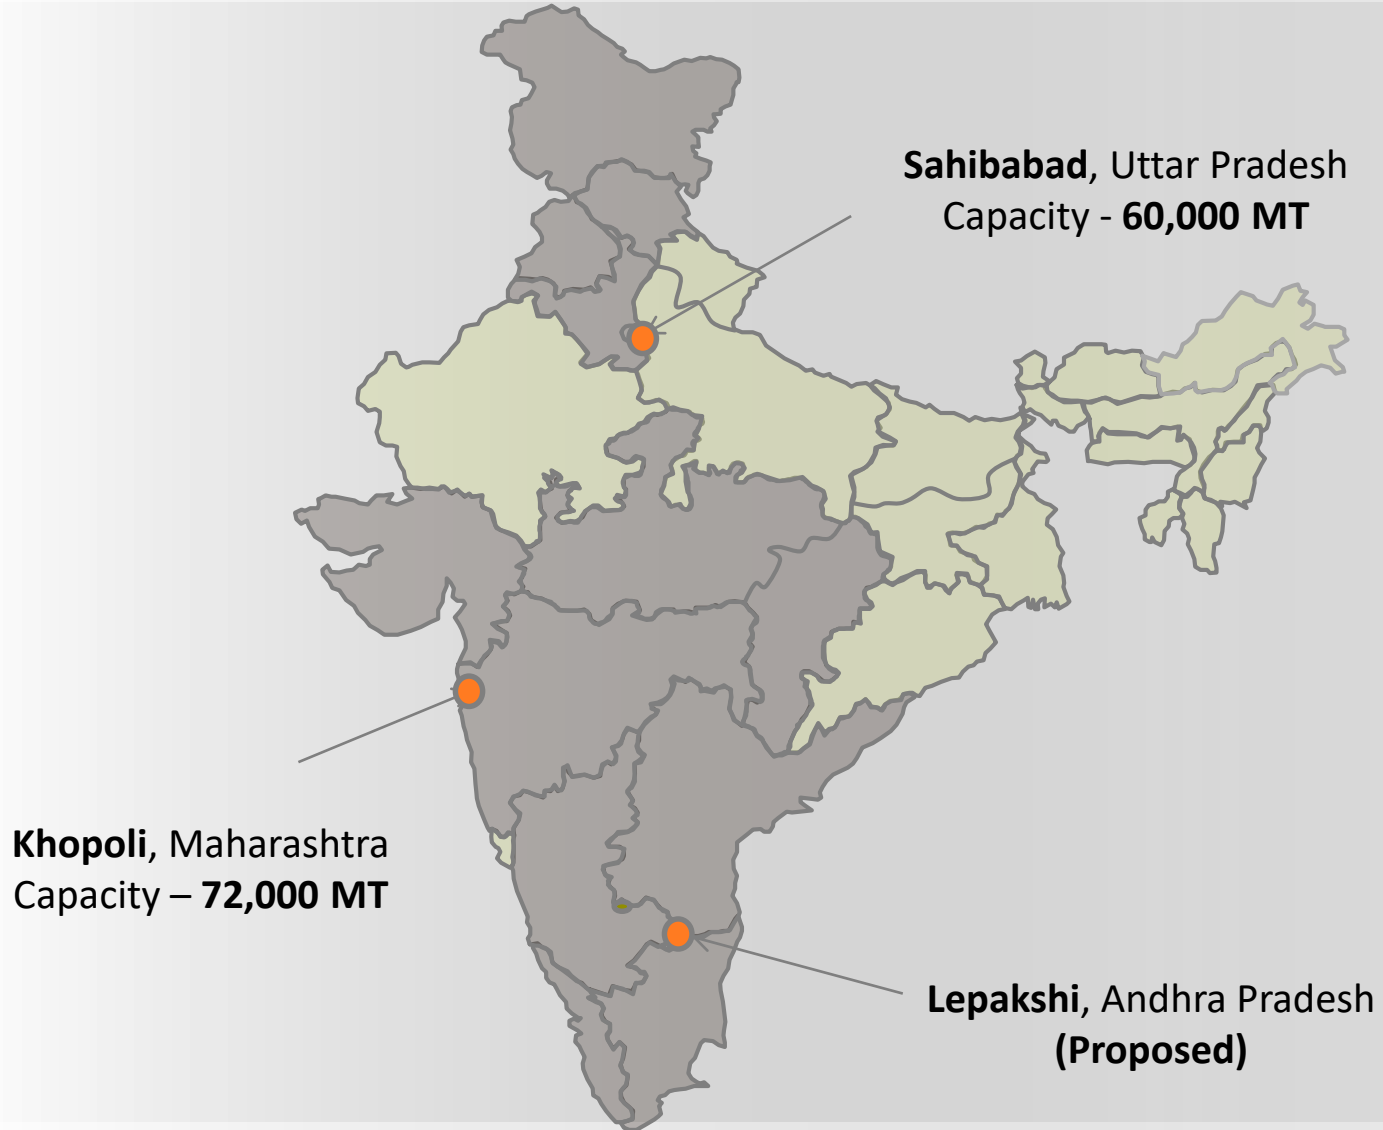 Sahibabad, Uttar Pradesh
Capacity - 60,000 MT
Khopoli, Maharashtra
Capacity – 72,000 MT
Lepakshi, Andhra Pradesh
(Proposed)